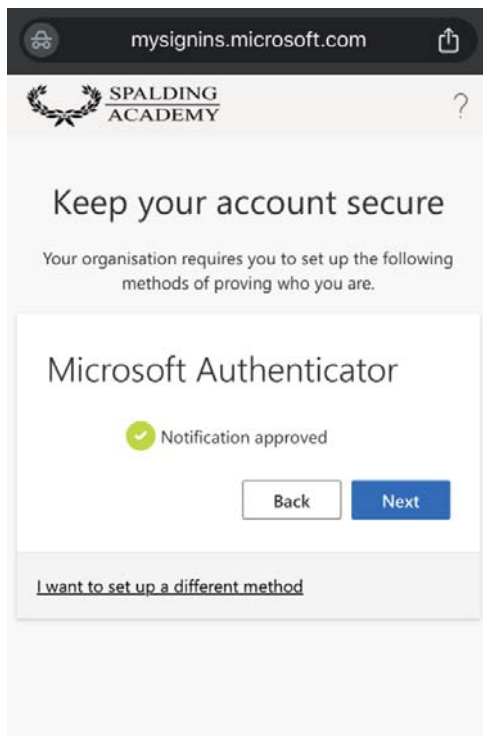 mysignins.microsoft.com
SPALDING
ACADEMY
?
Keep your account secure
Your organisation requires you to set up the following
methods of proving who you are.
Microsoft Authenticator
Notification approved
Back
Next
I want to set up a different method